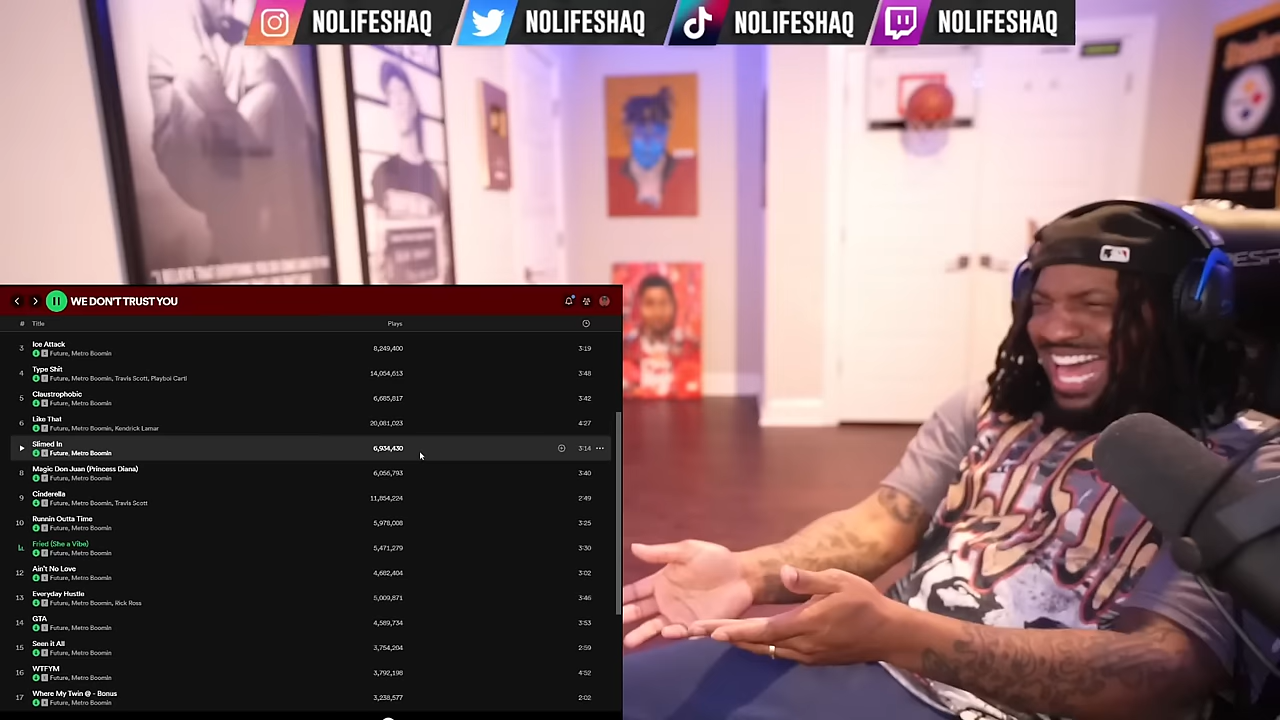 NOLIFESHAQ NOLIFESHAQ NOLIFESHAQ NOLIFESHAQ
WE DON'T TRUST YOU
# Title Plays
3 Ice Attack 8,249,400 3:19
Future, Metro Boomin
4 Type Shit 14,054,613 3:48
Future, Metro Boomin, Travis Scott, Playboi Carti
5 Claustrophobic 6,685,817 3:42
Future, Metro Boomin
6 Like That 20,081,023 4:27
Future, Metro Boomin, Kendrick Lamar
Slimed In 6,934,430 3:14
Future, Metro Boomin
8 Magic Don Juan (Princess Diana) 6,056,793 3:40
Future, Metro Boomin
9 Cinderella 11,854,224 2:49
Future, Metro Boomin, Travis Scott
10 Runnin Outta Time 5,978,008 3:25
Future, Metro Boomin
Fried (She a Vibe) 5,471,279 3:30
Future, Metro Boomin
12 Ain't No Love 4,682,404 3:02
Future, Metro Boomin
13 Everyday Hustle 5,009,871 3:46
Future, Metro Boomin, Rick Ross
14 GTA 4,589,734 3:53
Future, Metro Boomin
15 Seen it All 3,754,204 2:59
Future, Metro Boomin
16 WTFYM 3,792,198 4:52
Future, Metro Boomin
17 Where My Twin @ - Bonus 3,238,577 2:02
Future, Metro Boomin